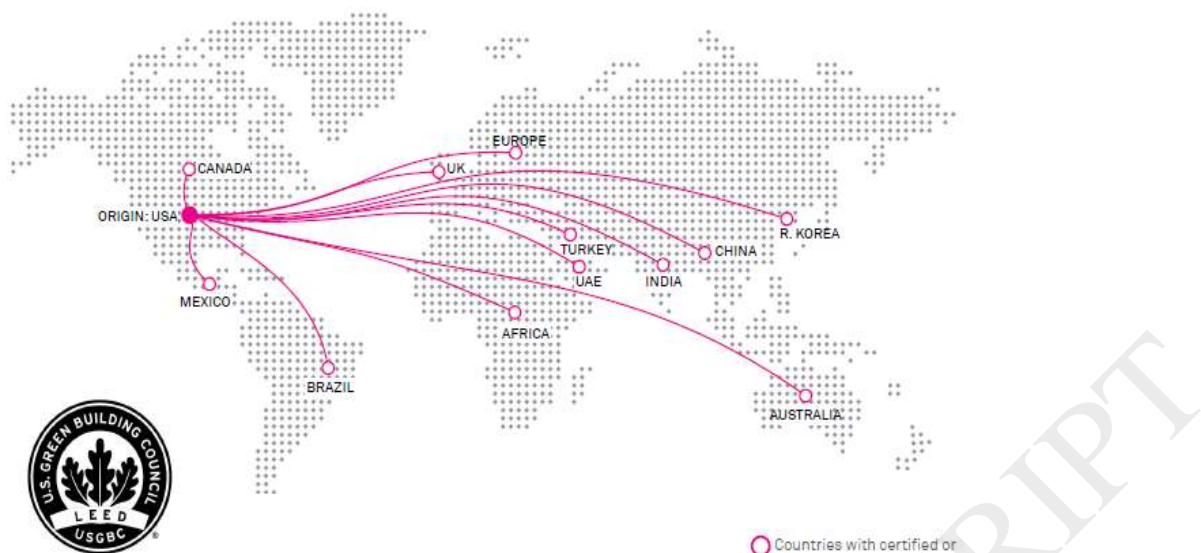 EUROPE
CANADA
UK
ORIGIN: USA
R. KOREA
TURKEY
CHINA
UAE
INDIA
MEXICO
AFRICA
BRAZIL
AUSTRALIA
U.S. GREEN BUILDING COUNCIL
LEED
USGBC
®
Countries with certified or
RIPT